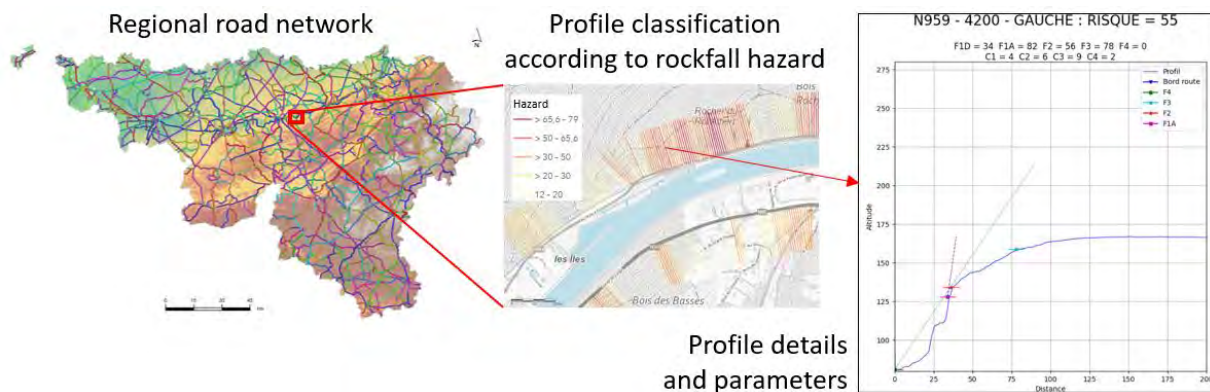 Regional road network
Profile classification
according to rockfall hazard
Hazard
> 65,6 - 79
> 50 - 65,6
> 30 - 50
> 20 - 30
12 - 20
Bois
les Iles
Bois des Basses
N959 - 4200 - GAUCHE : RISQUE = 55
F1D = 34 F1A = 82 F2 = 56 F3 = 78 F4 = 0
C1 = 4 C2 = 6 C3 = 9 C4 = 2
Profil
Bord route
F4
F3
F2
F1A
275
250
225
200
175
150
125
100
Altitude
0 25 50 75 100 125 150 175 200
Distance
Profile details
and parameters